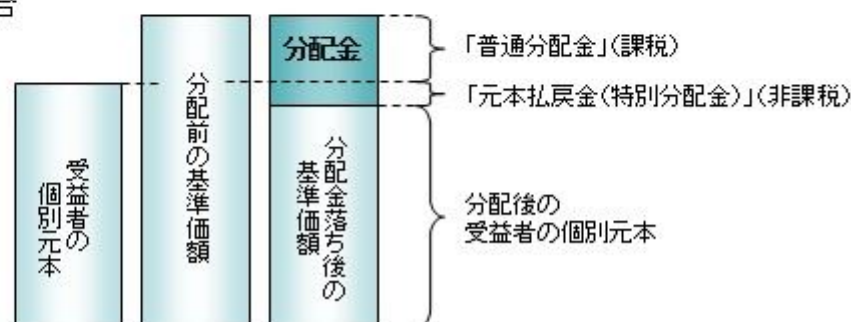 合
分配金
「普通分配金」(課税)
「元本払戻金(特別分配金)」(非課税)
分配前の基準価額
受益者の
個別元本
分配金落ち後の
基準価額
分配後の
受益者の個別元本